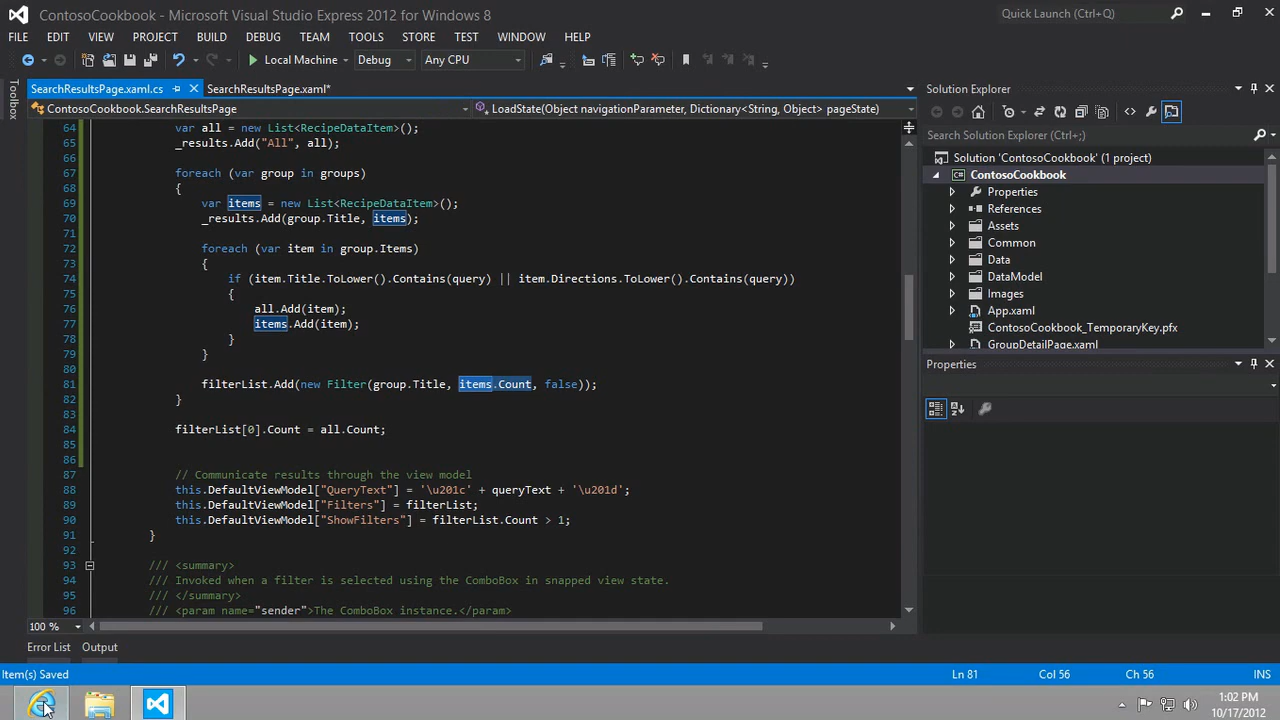 ContosoCookbook - Microsoft Visual Studio Express 2012 for Windows 8
Quick Launch (Ctrl+Q)
FILE EDIT VIEW PROJECT BUILD DEBUG TEAM TOOLS STORE TEST WINDOW HELP
Local Machine Debug Any CPU
SearchResultsPage.xaml.cs SearchResultsPage.xaml*
ContosoCookbook.SearchResultsPage LoadState(Object navigationParameter, Dictionary<String, Object> pageState)
Toolbox
64 var all = new List<RecipeDataItem>();
65 _results.Add("All", all);
66
67 foreach (var group in groups)
68 {
69 var items = new List<RecipeDataItem>();
70 _results.Add(group.Title, items);
71
72 foreach (var item in group.Items)
73 {
74 if (item.Title.ToLower().Contains(query) || item.Directions.ToLower().Contains(query))
75 {
76 all.Add(item);
77 items.Add(item);
78 }
79 }
80
81 filterList.Add(new Filter(group.Title, items.Count, false));
82 }
83
84 filterList[0].Count = all.Count;
85
86
87 // Communicate results through the view model
88 this.DefaultViewModel["QueryText"] = '\u201c' + queryText + '\u201d';
89 this.DefaultViewModel["Filters"] = filterList;
90 this.DefaultViewModel["ShowFilters"] = filterList.Count > 1;
91 }
92
93 /// <summary>
94 /// Invoked when a filter is selected using the ComboBox in snapped view state.
95 /// </summary>
96 /// <param name="sender">The ComboBox instance.</param>
100 %
Error List Output
Solution Explorer
Search Solution Explorer (Ctrl+;)
Solution 'ContosoCookbook' (1 project)
ContosoCookbook
Properties
References
Assets
Common
Data
DataModel
Images
App.xaml
ContosoCookbook_TemporaryKey.pfx
GroupDetailPage.xaml
Properties
Item(s) Saved Ln 81 Col 56 Ch 56 INS
1:02 PM
10/17/2012